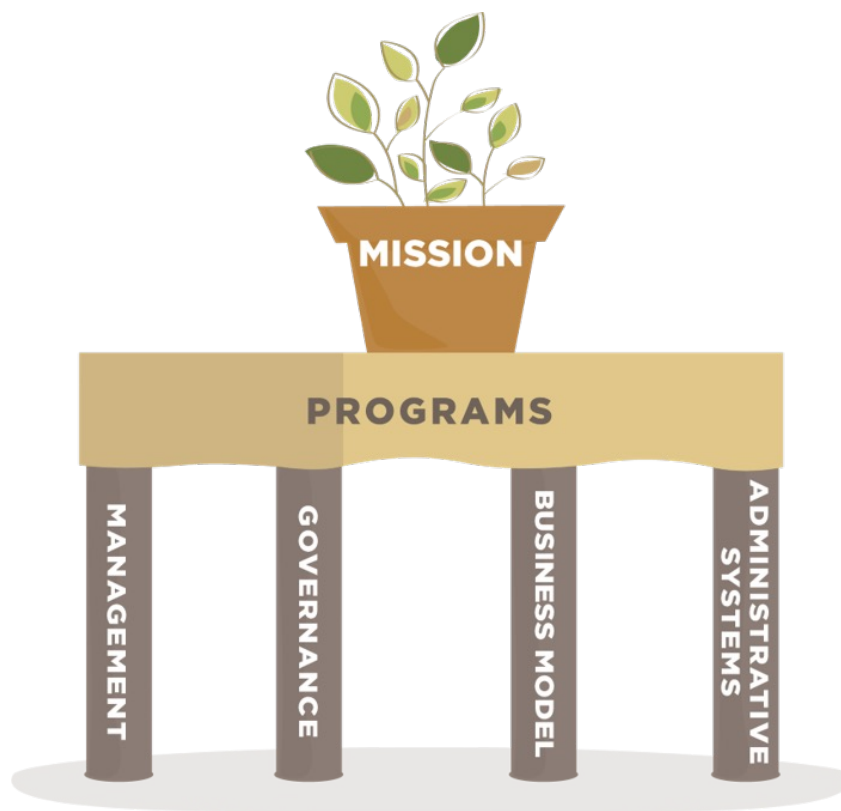 MISSION
PROGRAMS
MANAGEMENT
GOVERNANCE
BUSINESS MODEL
ADMINISTRATIVE
SYSTEMS